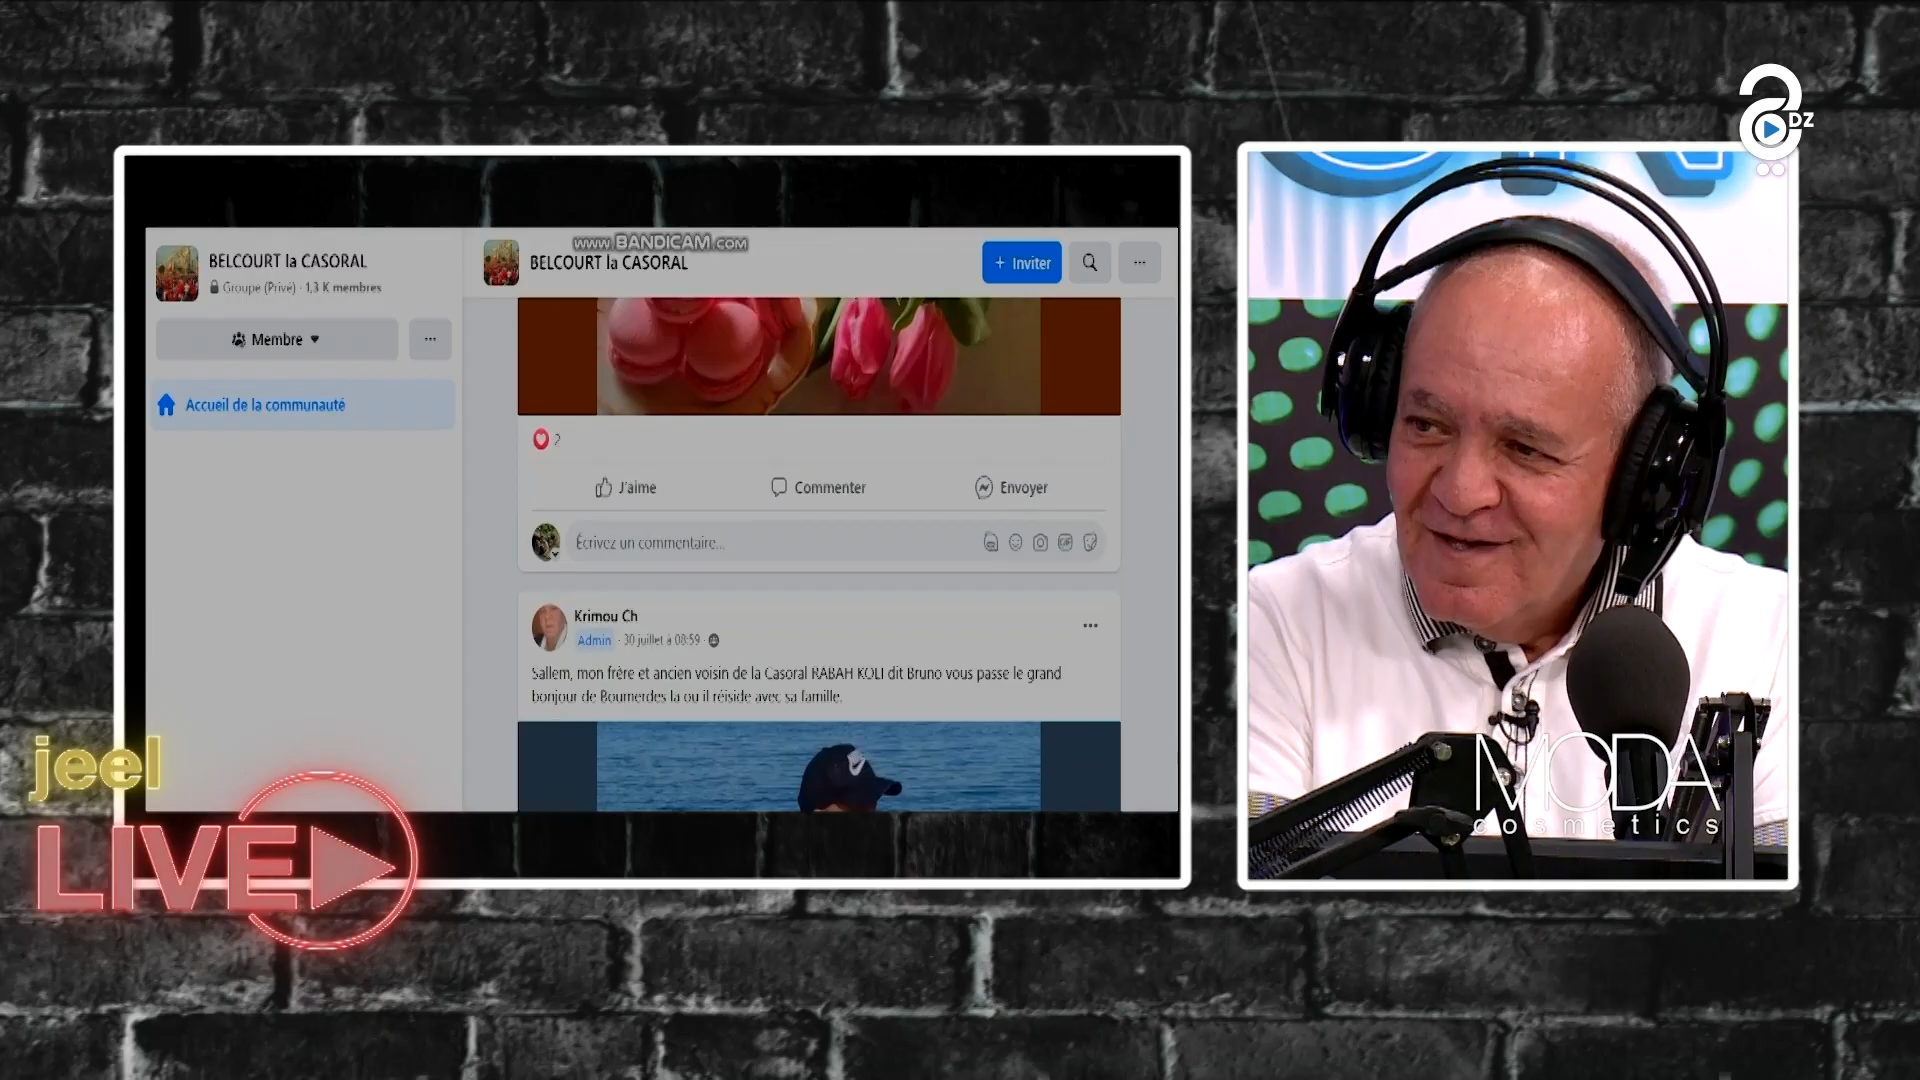 DZ
www.BANDICAM.com
BELCOURT la CASORAL
Groupe (Privé) · 1,3 K membres
Membre
Accueil de la communauté
BELCOURT la CASORAL
+ Inviter
2
J'aime
Commenter
Envoyer
Écrivez un commentaire...
GIF
Krimou Ch
Admin · 30 juillet à 08:59 ·
Sallem, mon frère et ancien voisin de la Casoral RABAH KOLI dit Bruno vous passe le grand
bonjour de Boumerdes la ou il réiside avec sa famille.
jeel
LIVE
MODA
cosmetics